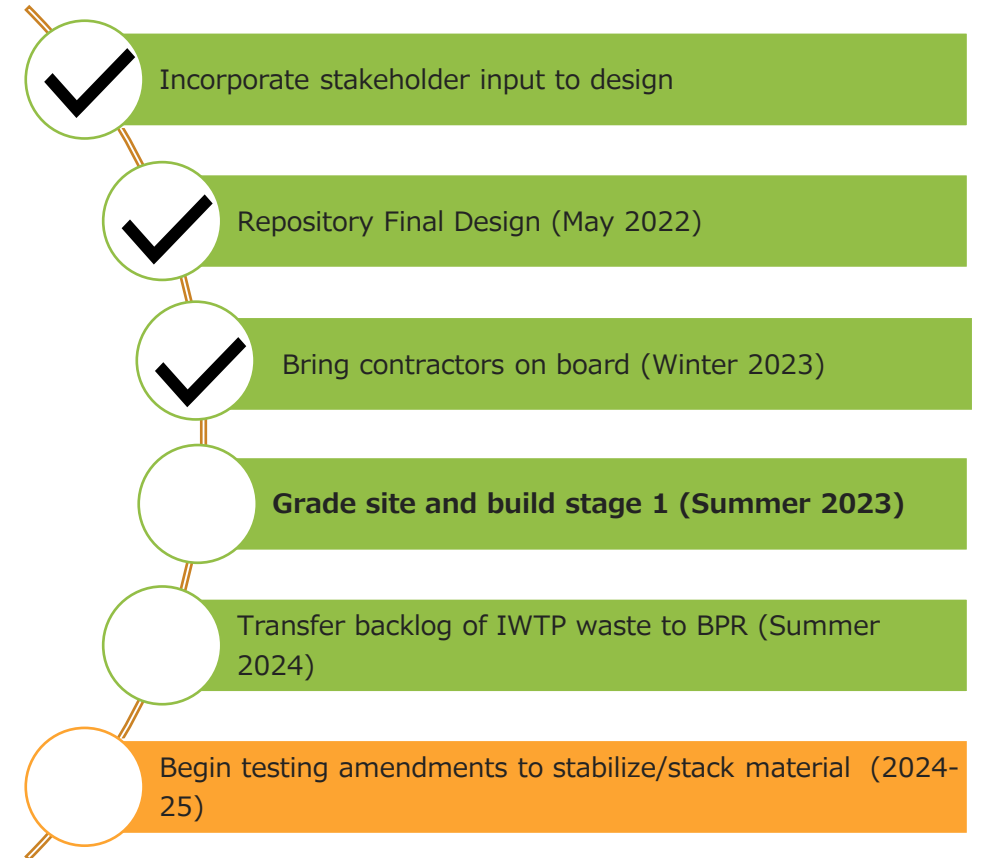 Incorporate stakeholder input to design
Repository Final Design (May 2022)
Bring contractors on board (Winter 2023)
Grade site and build stage 1 (Summer 2023)
Transfer backlog of IWTP waste to BPR (Summer
2024)
Begin testing amendments to stabilize/stack material  (2024-
25)